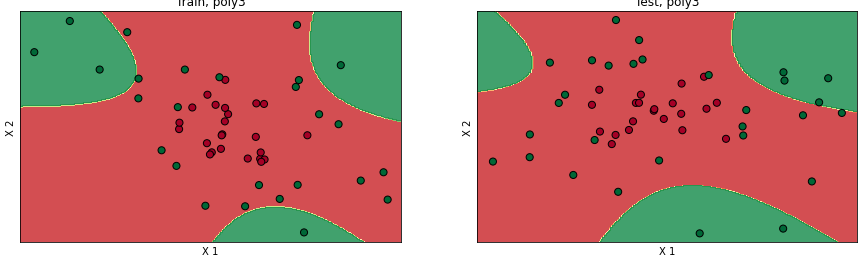 Train, poly3
Test, poly3
X 2
X 2
X 1
X 1